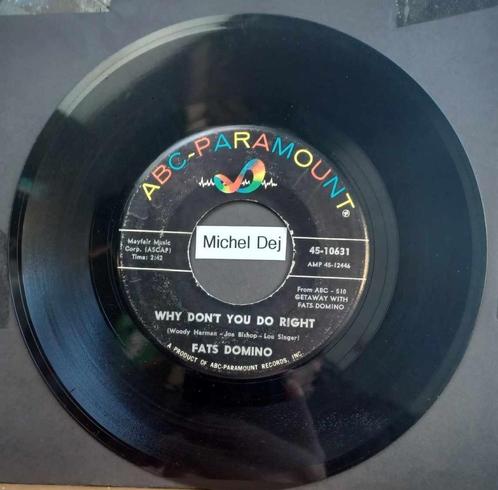 ABC-PARAMOUNT
Mayfair Music
Corp. (ASCAP)
Time: 2:42
Michel Dej
45-10631
AMP 45-12446
From ABC - 510
GETAWAY WITH
FATS DOMINO
WHY DON'T YOU DO RIGHT
(Woody Harman - Joe Bishop - Lou Singer)
FATS DOMINO
A PRODUCT OF ABC-PARAMOUNT RECORDS, INC.